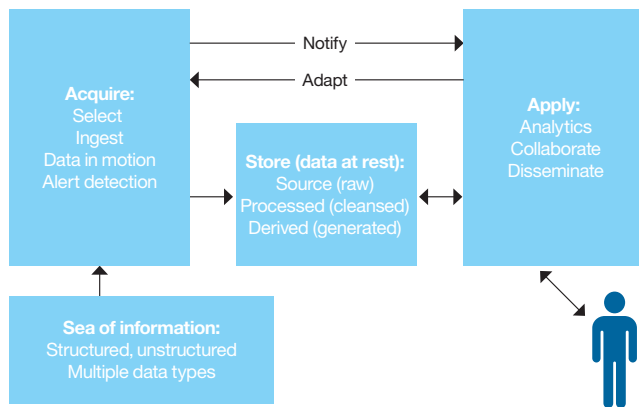 Notify
Adapt
Acquire:
Select
Ingest
Data in motion
Alert detection
Store (data at rest):
Source (raw)
Processed (cleansed)
Derived (generated)
Apply:
Analytics
Collaborate
Disseminate
Sea of information:
Structured, unstructured
Multiple data types